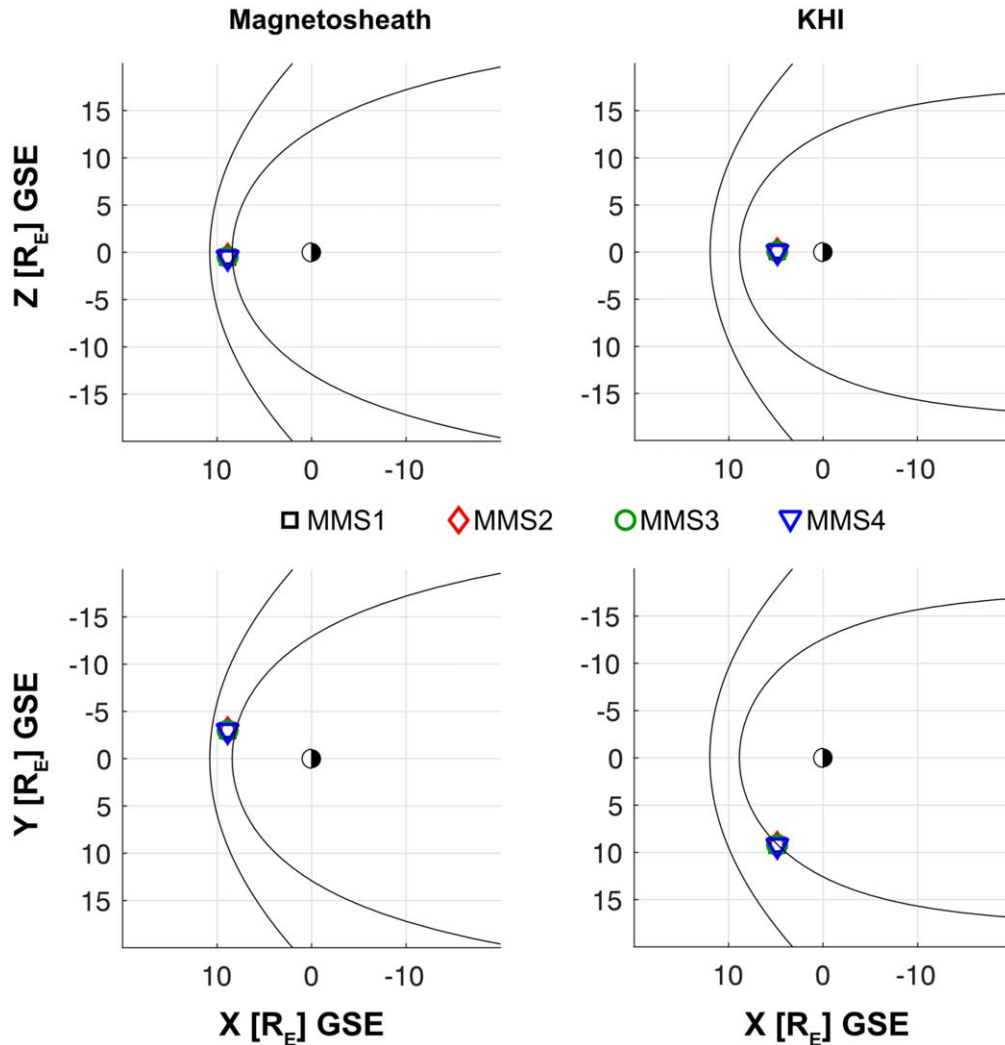 Magnetosheath KHI
Z [R_E] GSE
15 15
10 10
5 5
0 0
-5 -5
-10 10
-15 -15
10 0 -10 10 0 -10
MMS1 MMS2 MMS3 MMS4
Y [R_E] GSE
-15 -15
-10 -10
-5 -5
0 0
5 5
10 10
15 15
10 0 -10 10 0 -10
X [R_E] GSE X [R_E] GSE